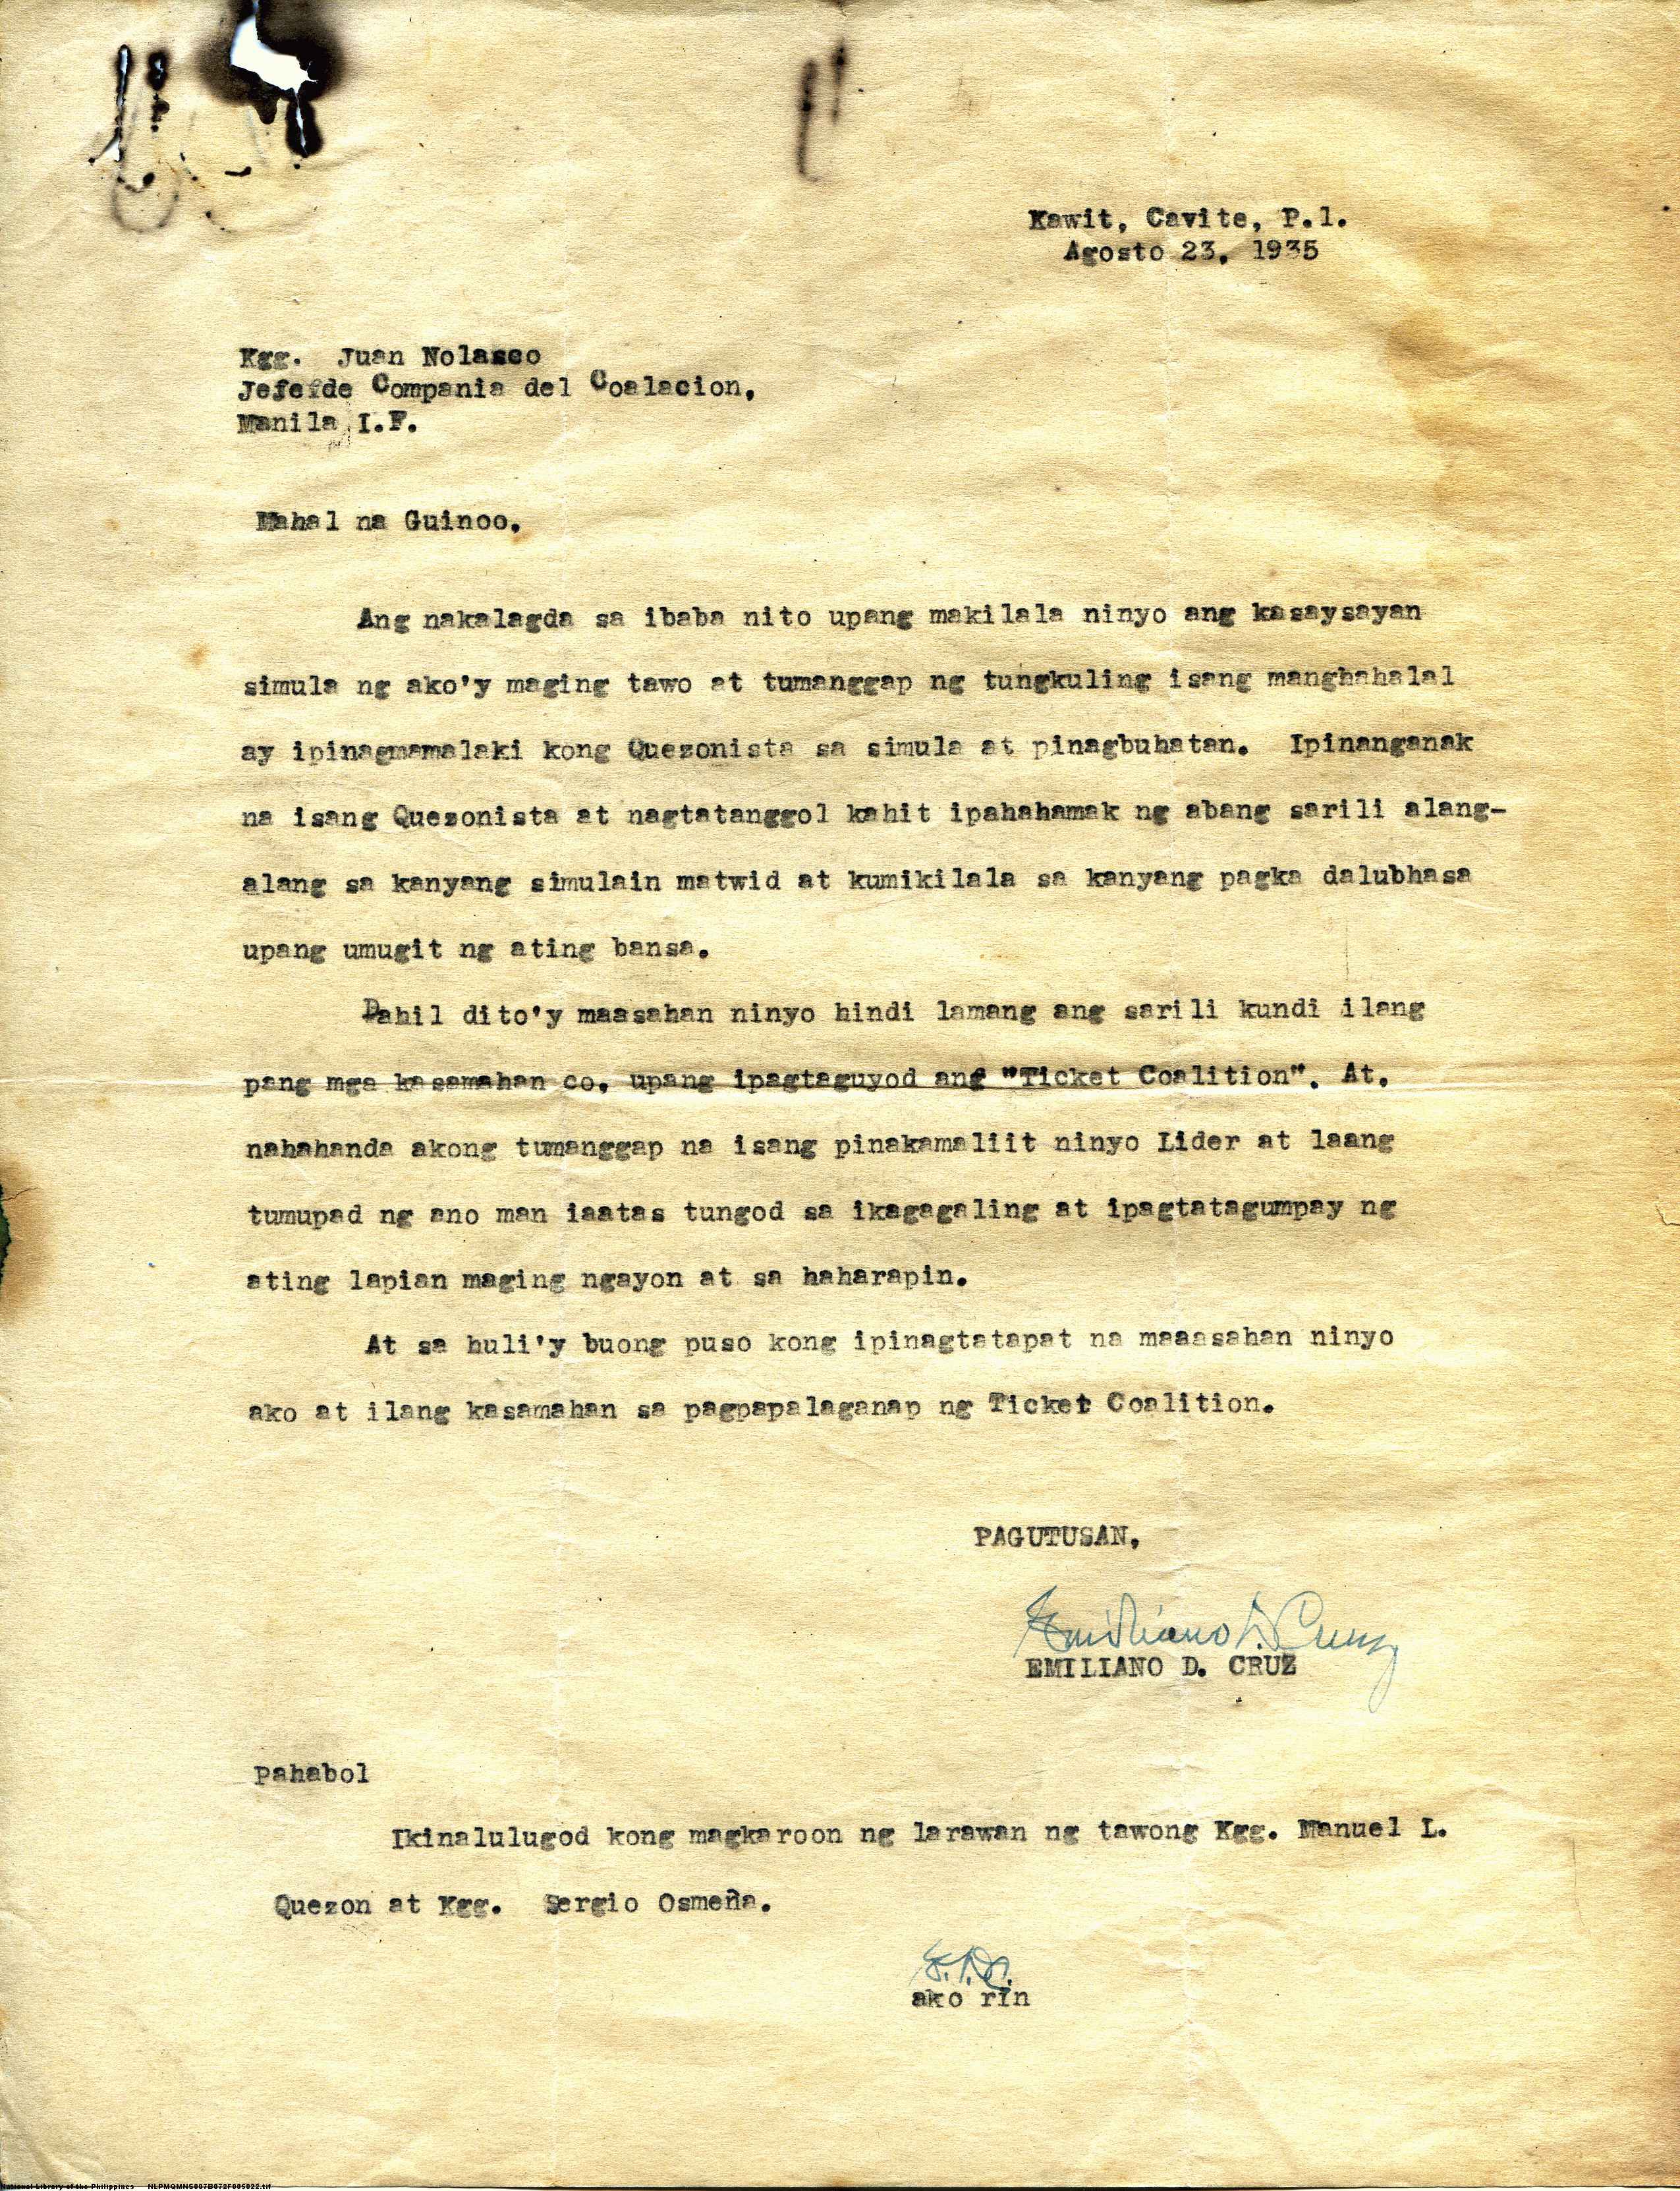 Kawit, Cavite, P.I.
Agosto 23, 1935
Kgg. Juan Nolasco
Jefefde Compania del Coalacion,
Manila I.F.
Mahal na Guinoo,
Ang nakalagda sa ibaba nito upang makilala ninyo ang kasaysayan
simula ng ako'y maging tawo at tumanggap ng tungkuling isang manghahalal
ay ipinagmamalaki kong Quezonista sa simula at pinagbuhatan. Ipinanganak
na isang Quezonista at nagtatanggol kahit ipahahamak ng abang sarili alang-
alang sa kanyang simulain matwid at kumikilala sa kanyang pagka dalubhasa
upang umugit ng ating bansa.
Dahil dito'y maasahan ninyo hindi lamang ang sarili kundi ilang
pang mga kasamahan co, upang ipagtaguyod ang "Ticket Coalition". At,
nahahanda akong tumanggap na isang pinakamaliit ninyo Lider at laang
tumupad ng ano man iaatas tungod sa ikagagaling at ipagtatagumpay ng
ating lapian maging ngayon at sa haharapin.
At sa huli'y buong puso kong ipinagtatapat na maaasahan ninyo
ako at ilang kasamahan sa pagpapalaganap ng Ticket Coalition.
PAGUTUSAN,
Emiliano D. Cruz
EMILIANO D. CRUZ
Pahabol
Ikinalulugod kong magkaroon ng larawan ng tawong Kgg. Manuel L.
Quezon at Kgg. Sergio Osmeña.
E.D.C.
ako rin
National Library of the Philippines NLPMQMNS007B072F005022.tif